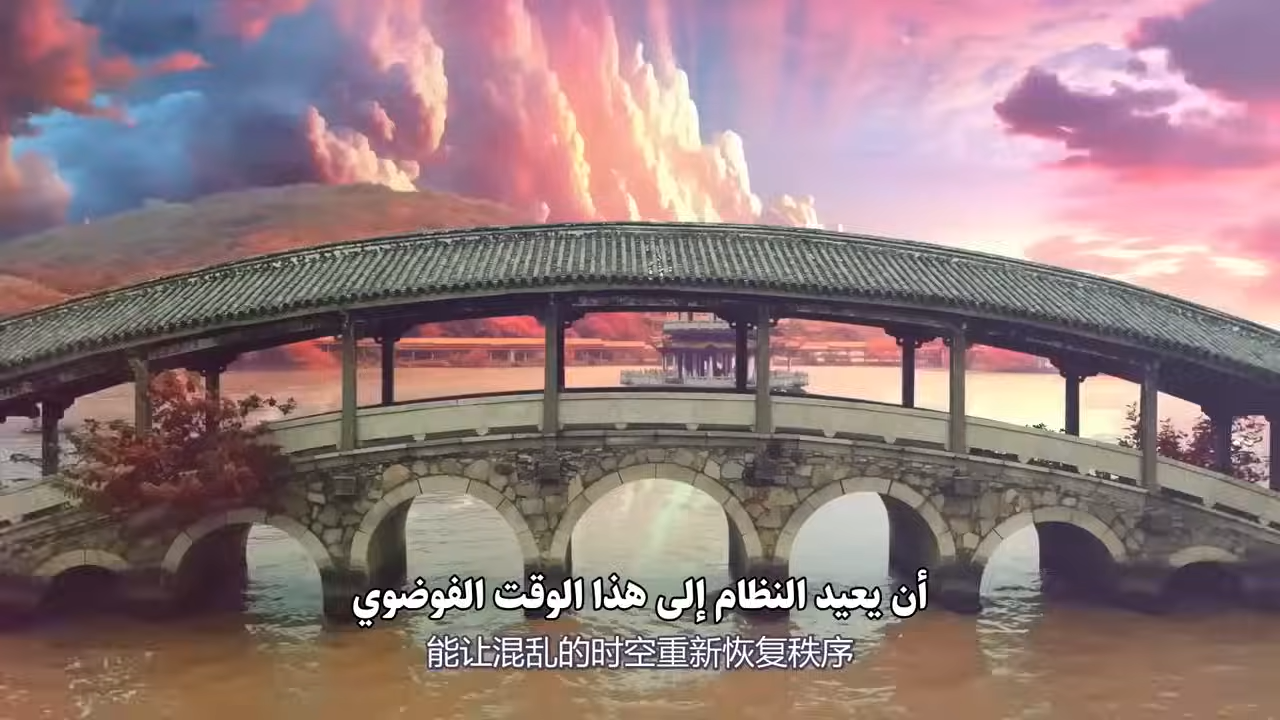 أن يعيد النظام إلى هذا الوقت الفوضوي
能让混乱的时空重新恢复秩序